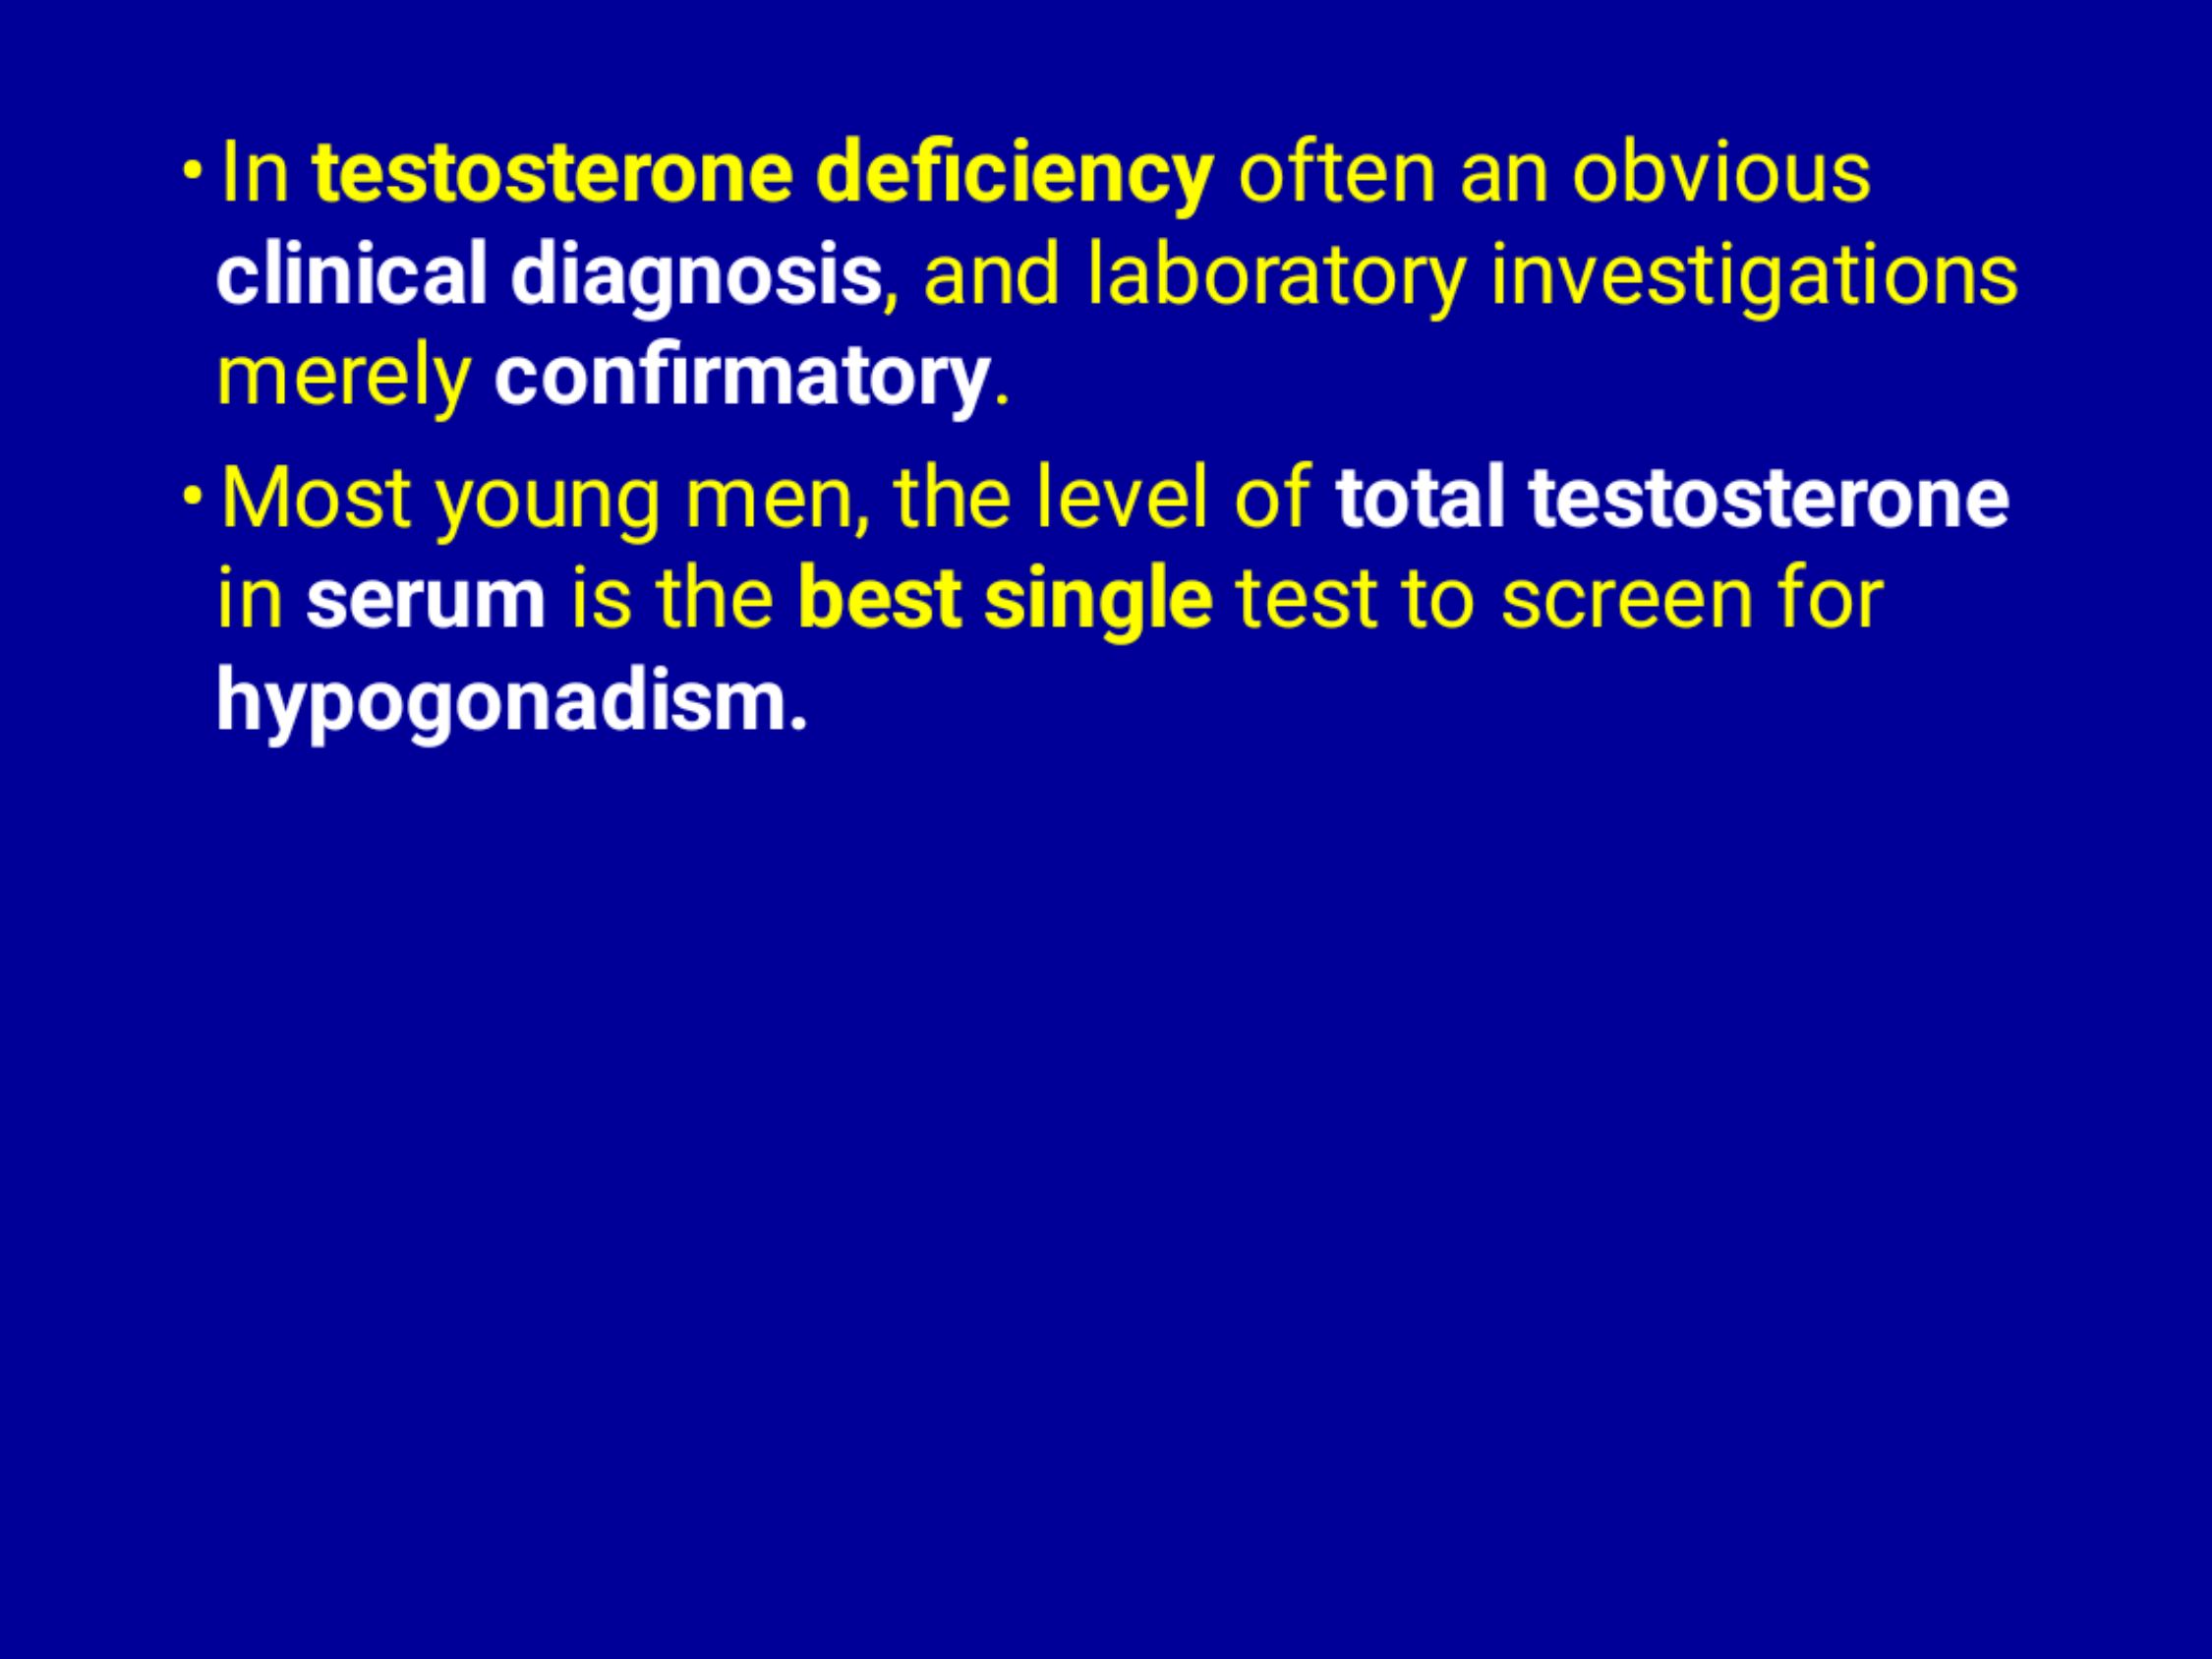 • In testosterone deficiency often an obvious
clinical diagnosis, and laboratory investigations
merely confirmatory.
• Most young men, the level of total testosterone
in serum is the best single test to screen for
hypogonadism.